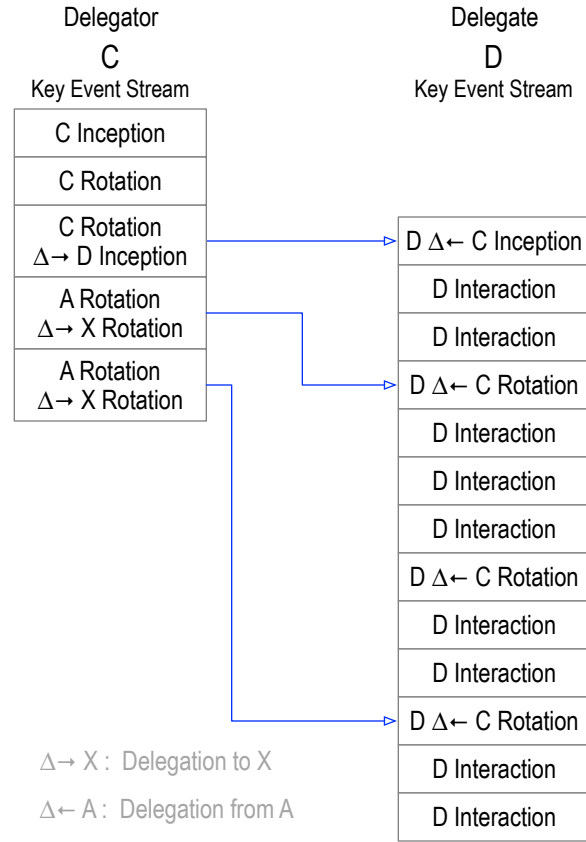 Delegator
C
Key Event Stream
C Inception
C Rotation
C Rotation
Δ→ D Inception
A Rotation
Δ→ X Rotation
A Rotation
Δ→ X Rotation
Delegate
D
Key Event Stream
D Δ← C Inception
D Interaction
D Interaction
D Δ← C Rotation
D Interaction
D Interaction
D Interaction
D Δ← C Rotation
D Interaction
D Interaction
D Δ← C Rotation
D Interaction
D Interaction
Δ→ X : Delegation to X
Δ← A : Delegation from A